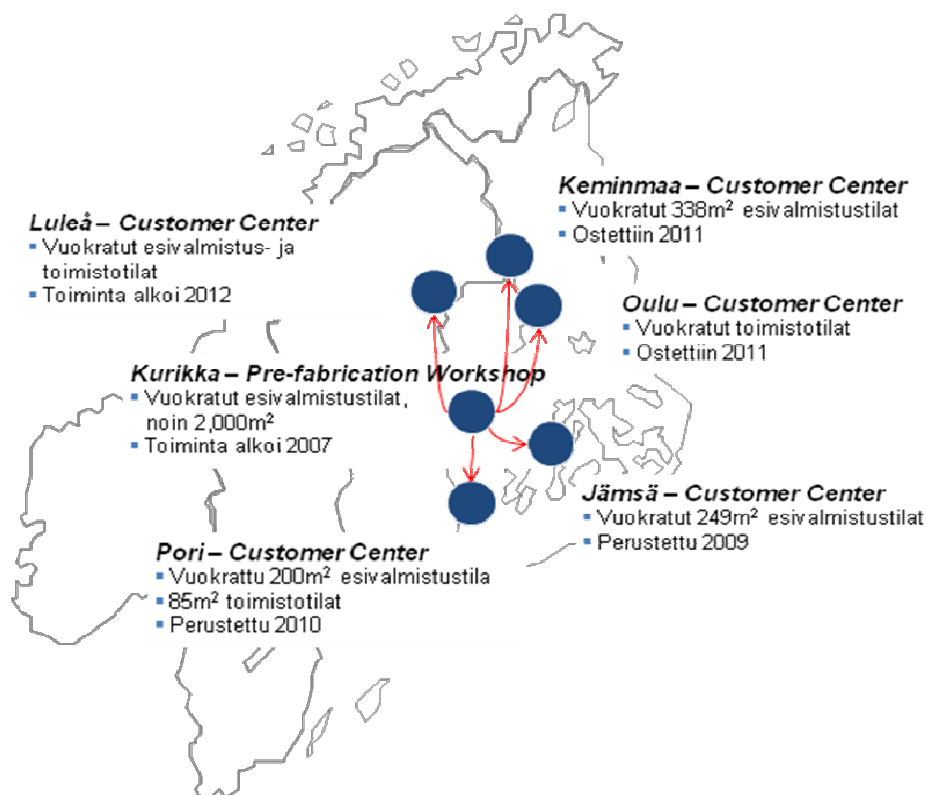 Keminmaa – Customer Center
▪ Vuokratut 338m² esivalmistustilat
▪ Ostettiin 2011
Luleå – Customer Center
▪ Vuokratut esivalmistus- ja
toimistotilat
▪ Toiminta alkoi 2012
Oulu – Customer Center
▪ Vuokratut toimistotilat
▪ Ostettiin 2011
Kurikka – Pre-fabrication Workshop
▪ Vuokratut esivalmistustilat,
noin 2,000m²
▪ Toiminta alkoi 2007
Jämsä – Customer Center
▪ Vuokratut 249m² esivalmistustilat
▪ Perustettu 2009
Pori – Customer Center
▪ Vuokrattu 200m² esivalmistustila
▪ 85m² toimistotilat
▪ Perustettu 2010